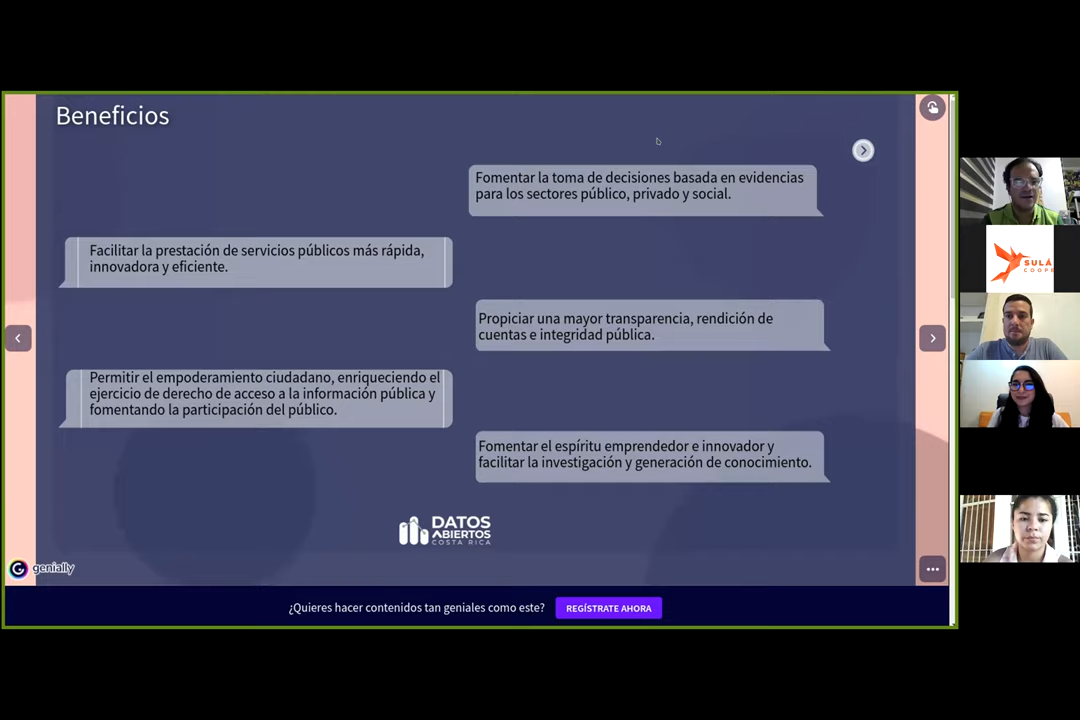 Beneficios
Fomentar la toma de decisiones basada en evidencias
para los sectores público, privado y social.
Facilitar la prestación de servicios públicos más rápida,
innovadora y eficiente.
Propiciar una mayor transparencia, rendición de
cuentas e integridad pública.
Permitir el empoderamiento ciudadano, enriqueciendo el
ejercicio de derecho de acceso a la información pública y
fomentando la participación del público.
Fomentar el espíritu emprendedor e innovador y
facilitar la investigación y generación de conocimiento.
DATOS
ABIERTOS
COSTA RICA
genially
¿Quieres hacer contenidos tan geniales como este?
REGÍSTRATE AHORA
SULÁ
COOPE